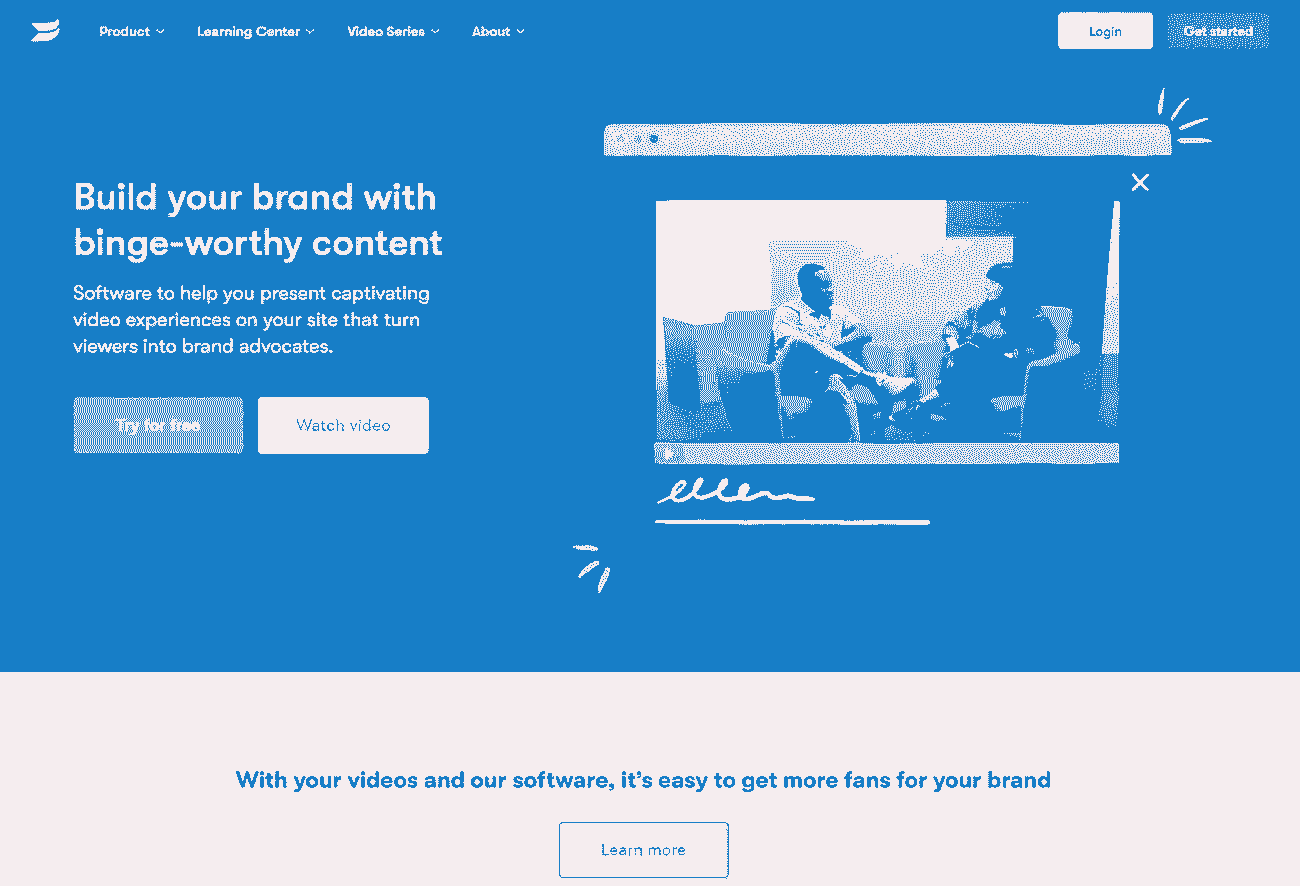 Product
Learning Center
Video Series
About
Login
Get started
Build your brand with
binge-worthy content
Software to help you present captivating
video experiences on your site that turn
viewers into brand advocates.
Try for free
Watch video
With your videos and our software, it's easy to get more fans for your brand
Learn more